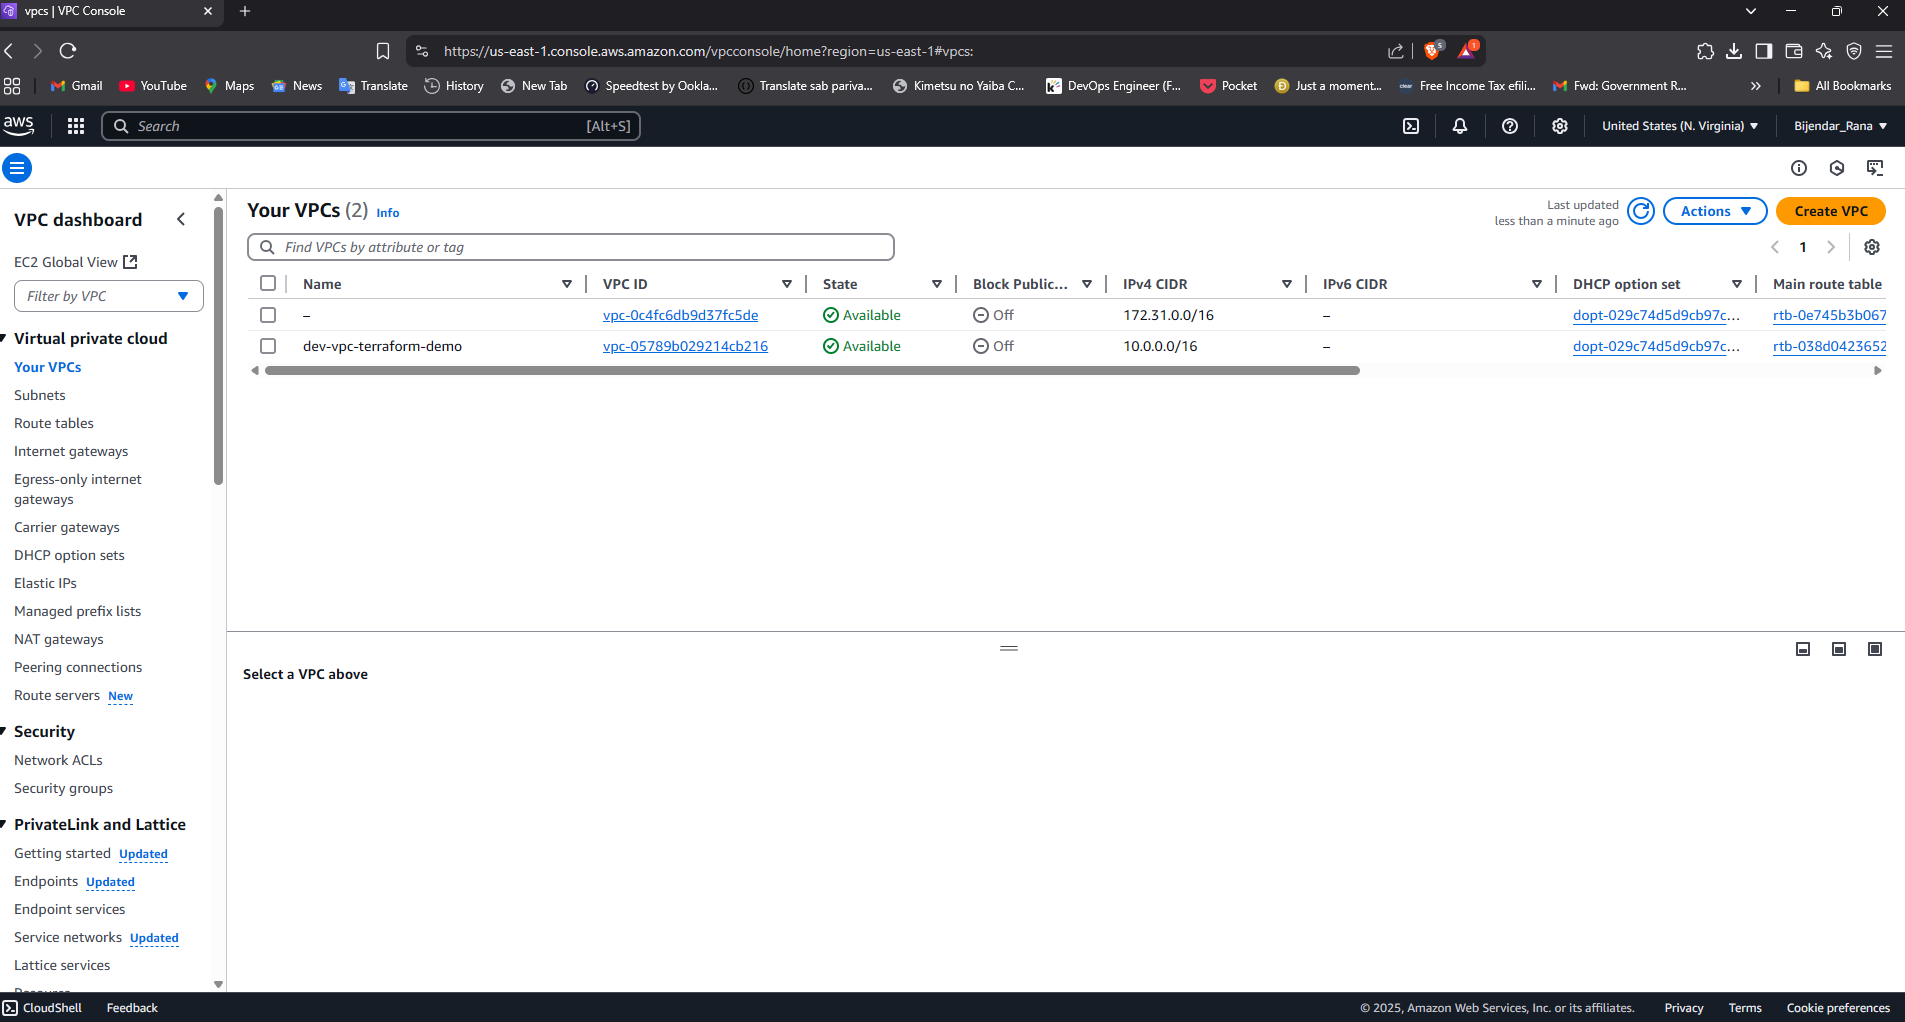 vpcs | VPC Console
https://us-east-1.console.aws.amazon.com/vpcconsole/home?region=us-east-1#vpcs:
5
1
Gmail YouTube Maps News Translate History New Tab Speedtest by Ookla... Translate sab pariva... Kimetsu no Yaiba C... DevOps Engineer (F... Pocket Just a moment... Free Income Tax efili... Fwd: Government R... All Bookmarks
aws Search [Alt+S] United States (N. Virginia) Bijendar_Rana
VPC dashboard
EC2 Global View
Filter by VPC
Virtual private cloud
Your VPCs
Subnets
Route tables
Internet gateways
Egress-only internet
gateways
Carrier gateways
DHCP option sets
Elastic IPs
Managed prefix lists
NAT gateways
Peering connections
Route servers New
Security
Network ACLs
Security groups
PrivateLink and Lattice
Getting started Updated
Endpoints Updated
Endpoint services
Service networks Updated
Lattice services
Your VPCs (2) Info
Last updated
less than a minute ago
Actions
Create VPC
Find VPCs by attribute or tag
1
Name VPC ID State Block Public... IPv4 CIDR IPv6 CIDR DHCP option set Main route table
– vpc-0c4fc6db9d37fc5de Available Off 172.31.0.0/16 – dopt-029c74d5d9cb97c... rtb-0e745b3b067
dev-vpc-terraform-demo vpc-05789b029214cb216 Available Off 10.0.0.0/16 – dopt-029c74d5d9cb97c... rtb-038d0423652
Select a VPC above
CloudShell Feedback © 2025, Amazon Web Services, Inc. or its affiliates. Privacy Terms Cookie preferences